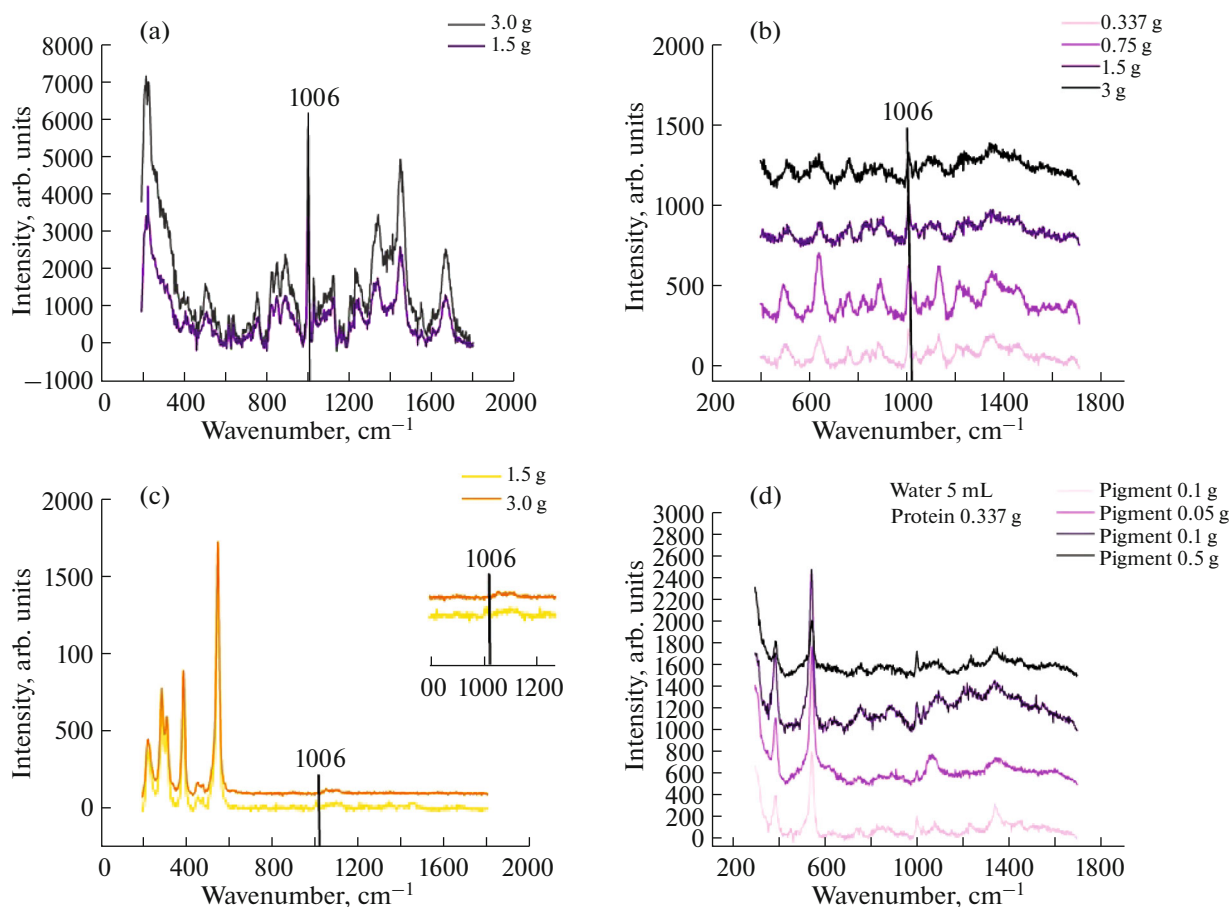 (a)
3.0 g
1.5 g
8000
7000
6000
5000
4000
3000
2000
1000
0
−1000
1006
0 400 800 1200 1600 2000
Intensity, arb. units
Wavenumber, cm−1
(b)
0.337 g
0.75 g
1.5 g
3 g
2000
1500
1000
500
0
1006
200 600 1000 1400 1800
Intensity, arb. units
Wavenumber, cm−1
(c)
1.5 g
3.0 g
2000
1500
100
500
0
1006
1006
00 1000 1200
0 400 800 1200 1600 2000
Intensity, arb. units
Wavenumber, cm−1
(d)
Water 5 mL
Protein 0.337 g
Pigment 0.1 g
Pigment 0.05 g
Pigment 0.1 g
Pigment 0.5 g
3000
2800
2600
2400
2200
2000
1800
1600
1400
1200
1000
800
600
400
200
0
200 600 1000 1400 1800
Intensity, arb. units
Wavenumber, cm−1